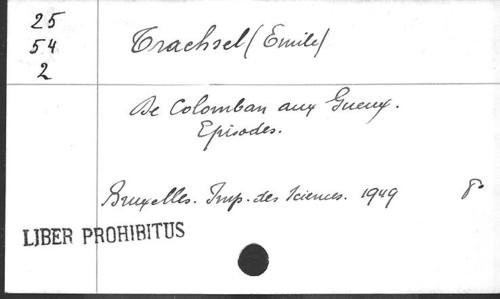 25
54
2
Trachsel (Emile)
De Colomban aux Gueux.
Episodes.
Bruxelles. Imp. des Sciences. 1949 8°
LIBER PROHIBITUS